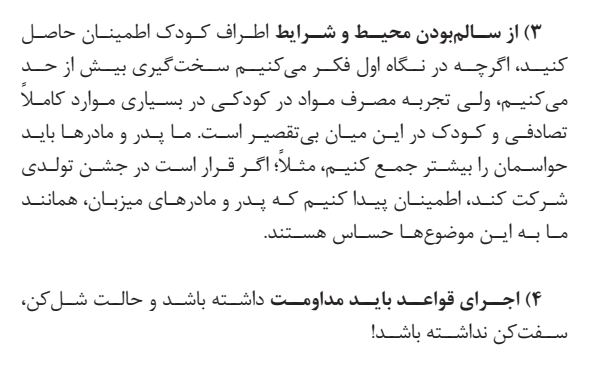 ۳) از سالم‌بودن محیط و شرایط اطراف کودک اطمینان حاصل
کنید، اگرچه در نگاه اول فکر می‌کنیم سخت‌گیری بیش از حد
می‌کنیم، ولی تجربه مصرف مواد در کودکی در بسیاری موارد کاملاً
تصادفی و کودک در این میان بی‌تقصیر است. ما پدر و مادرها باید
حواسمان را بیشتر جمع کنیم، مثلاً؛ اگر قرار است در جشن تولدی
شرکت کند، اطمینان پیدا کنیم که پدر و مادرهای میزبان، همانند
ما به این موضوع‌ها حساس هستند.
۴) اجرای قواعد باید مداومت داشته باشد و حالت شل‌کن،
سفت‌کن نداشته باشد!